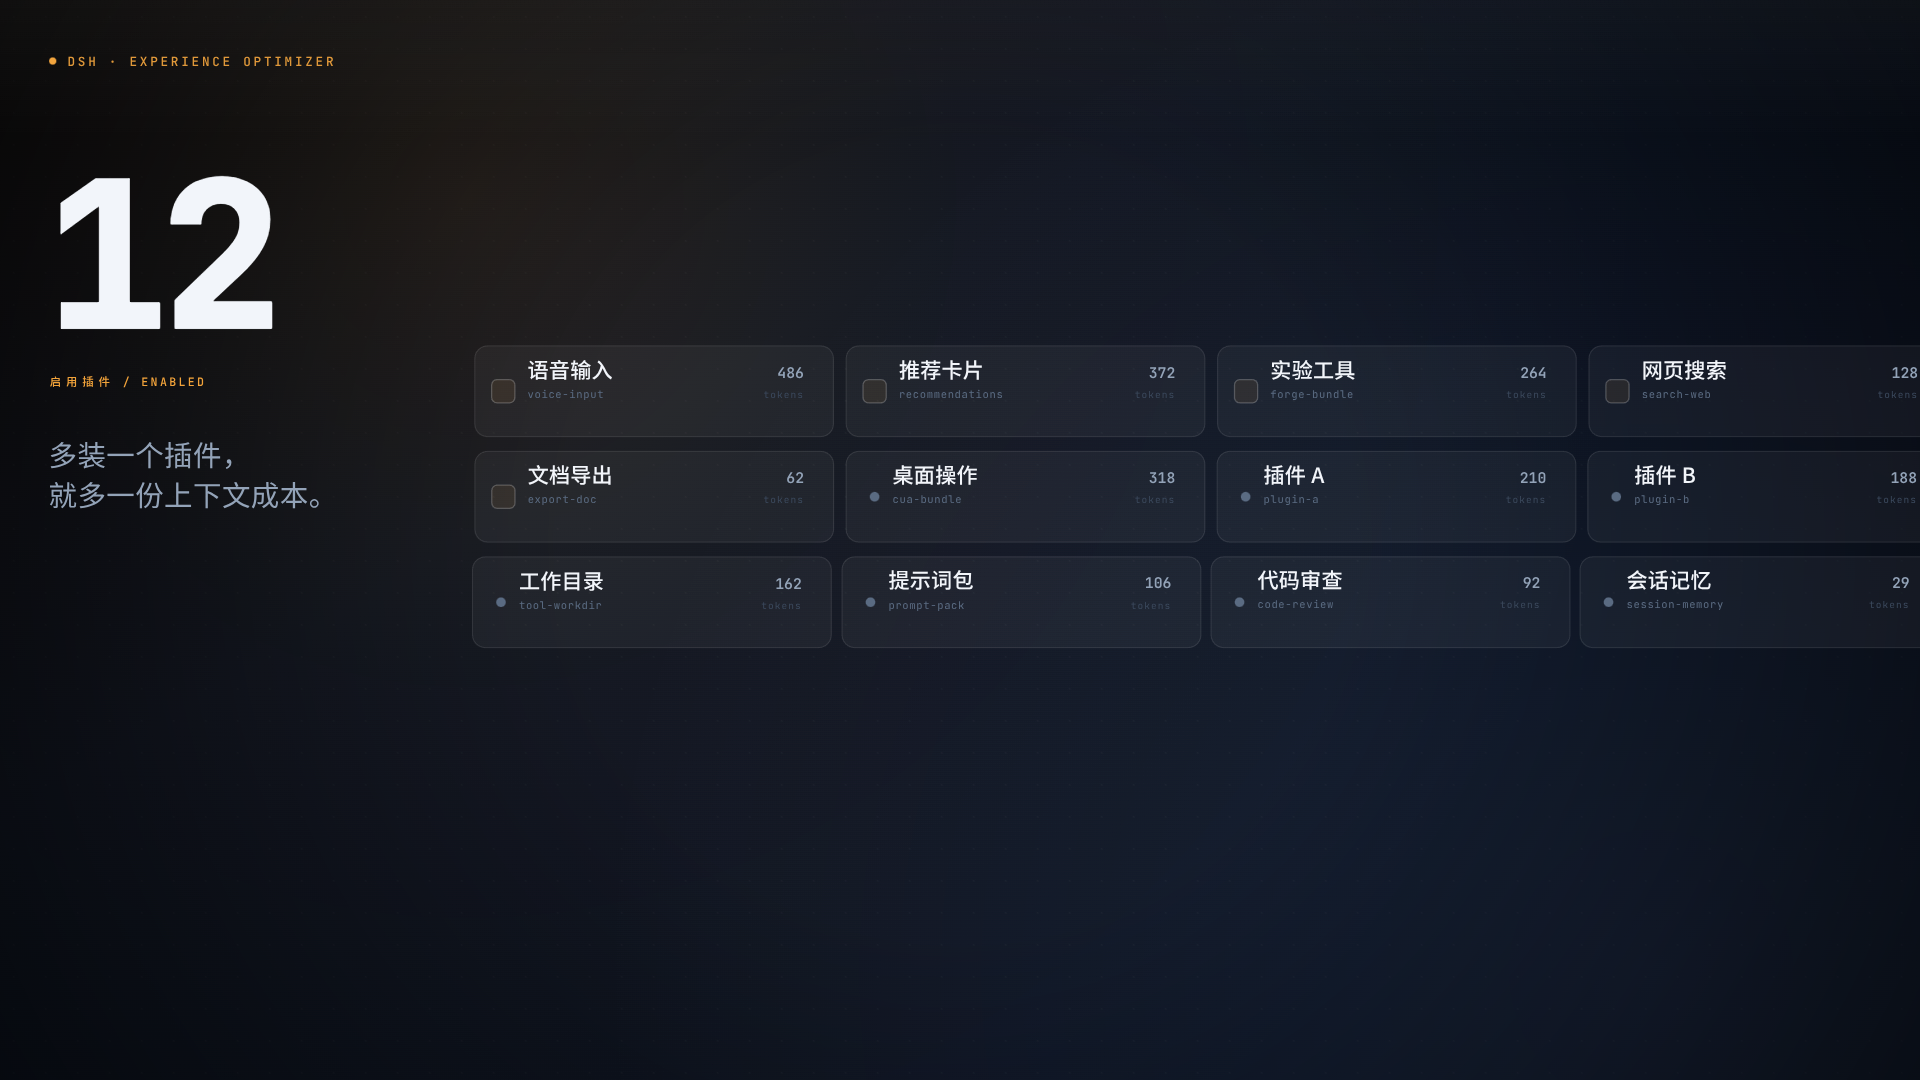 DSH · EXPERIENCE OPTIMIZER
12
启用插件 / ENABLED
多装一个插件，
就多一份上下文成本。
语音输入
486
voice-input
tokens
推荐卡片
372
recommendations
tokens
实验工具
264
forge-bundle
tokens
网页搜索
128
search-web
tokens
文档导出
62
export-doc
tokens
桌面操作
318
cua-bundle
tokens
插件 A
210
plugin-a
tokens
插件 B
188
plugin-b
tokens
工作目录
162
tool-workdir
tokens
提示词包
106
prompt-pack
tokens
代码审查
92
code-review
tokens
会话记忆
29
session-memory
tokens